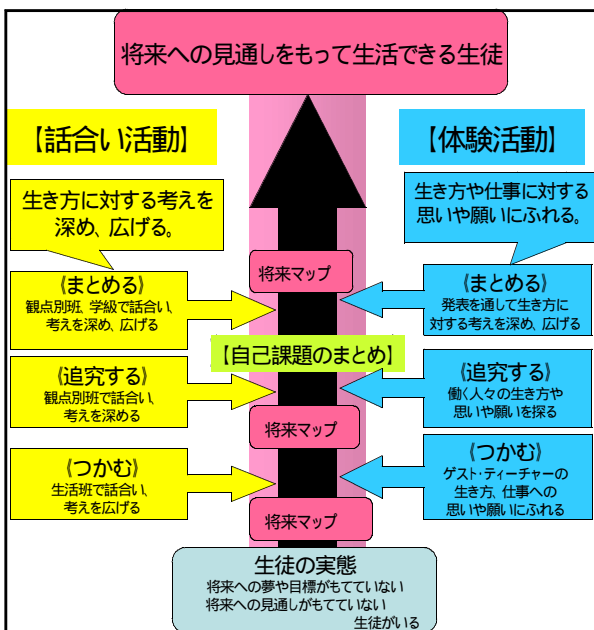 将来への見通しをもって生活できる生徒
【話合い活動】
生き方に対する考えを
深め、広げる。
《まとめる》
観点別班、学級で話合い、
考えを深め、広げる
《追究する》
観点別班で話合い、
考えを深める
《つかむ》
生活班で話合い、
考えを広げる
将来マップ
【自己課題のまとめ】
将来マップ
将来マップ
【体験活動】
生き方や仕事に対する
思いや願いにふれる。
《まとめる》
発表を通して生き方に
対する考えを深め、広げる
《追究する》
働く人々の生き方や
思いや願いを探る
《つかむ》
ゲスト・ティーチャーの
生き方、仕事への
思いや願いにふれる
生徒の実態
将来への夢や目標がもてていない
将来への見通しがもてていない
生徒がいる